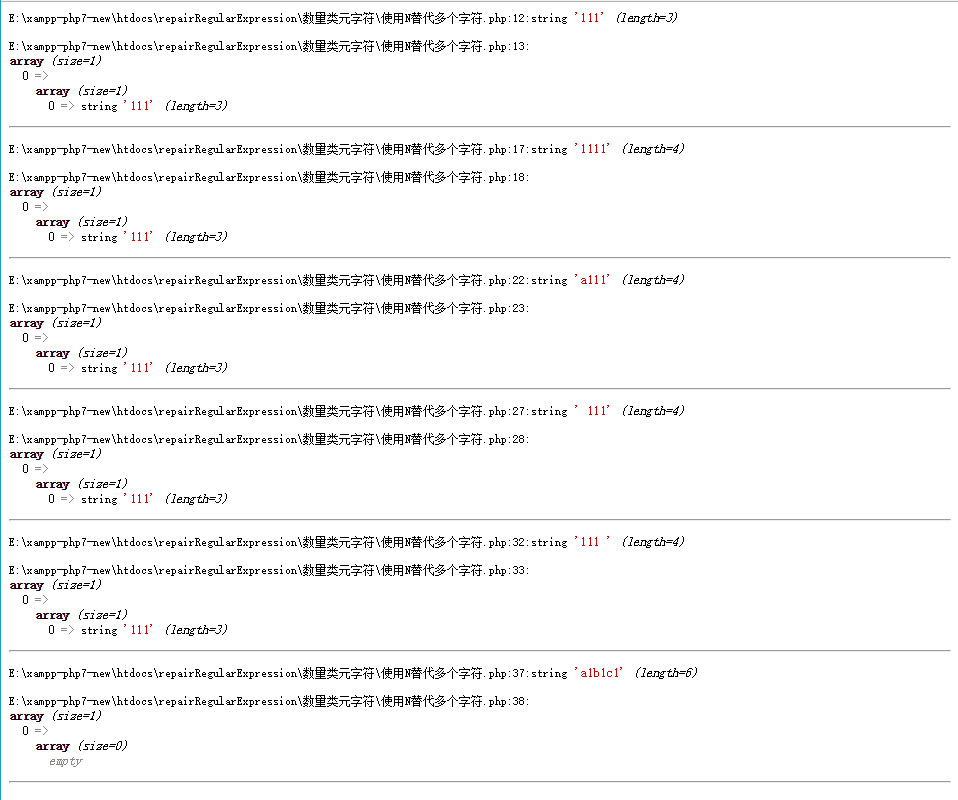 E:\xampp-php7-new\htdocs\repairRegularExpression\数量类元字符\使用N替代多个字符.php:12:string '111' (length=3)
E:\xampp-php7-new\htdocs\repairRegularExpression\数量类元字符\使用N替代多个字符.php:13:
array (size=1)
0 =>
array (size=1)
0 => string '111' (length=3)
E:\xampp-php7-new\htdocs\repairRegularExpression\数量类元字符\使用N替代多个字符.php:17:string '1111' (length=4)
E:\xampp-php7-new\htdocs\repairRegularExpression\数量类元字符\使用N替代多个字符.php:18:
array (size=1)
0 =>
array (size=1)
0 => string '111' (length=3)
E:\xampp-php7-new\htdocs\repairRegularExpression\数量类元字符\使用N替代多个字符.php:22:string 'a111' (length=4)
E:\xampp-php7-new\htdocs\repairRegularExpression\数量类元字符\使用N替代多个字符.php:23:
array (size=1)
0 =>
array (size=1)
0 => string '111' (length=3)
E:\xampp-php7-new\htdocs\repairRegularExpression\数量类元字符\使用N替代多个字符.php:27:string ' 111' (length=4)
E:\xampp-php7-new\htdocs\repairRegularExpression\数量类元字符\使用N替代多个字符.php:28:
array (size=1)
0 =>
array (size=1)
0 => string '111' (length=3)
E:\xampp-php7-new\htdocs\repairRegularExpression\数量类元字符\使用N替代多个字符.php:32:string '111 ' (length=4)
E:\xampp-php7-new\htdocs\repairRegularExpression\数量类元字符\使用N替代多个字符.php:33:
array (size=1)
0 =>
array (size=1)
0 => string '111' (length=3)
E:\xampp-php7-new\htdocs\repairRegularExpression\数量类元字符\使用N替代多个字符.php:37:string 'a1b1c1' (length=6)
E:\xampp-php7-new\htdocs\repairRegularExpression\数量类元字符\使用N替代多个字符.php:38:
array (size=1)
0 =>
array (size=0)
empty